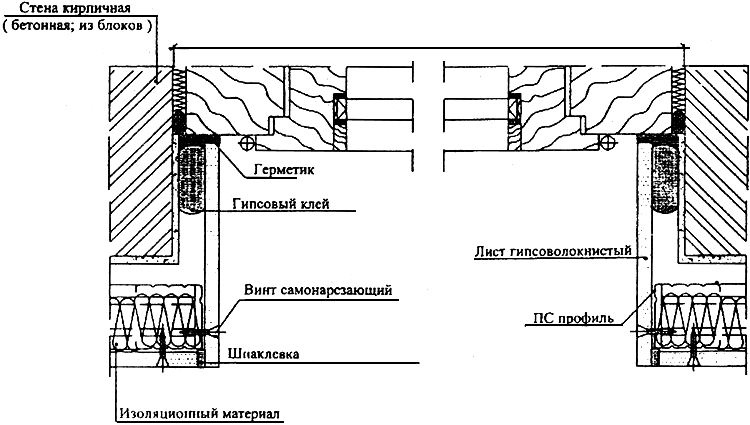 Стена кирпичная
( бетонная; из блоков )
Герметик
Гипсовый клей
Лист гипсоволокнистый
Винт самонарезающий
ПС профиль
Шпаклевка
Изоляционный материал